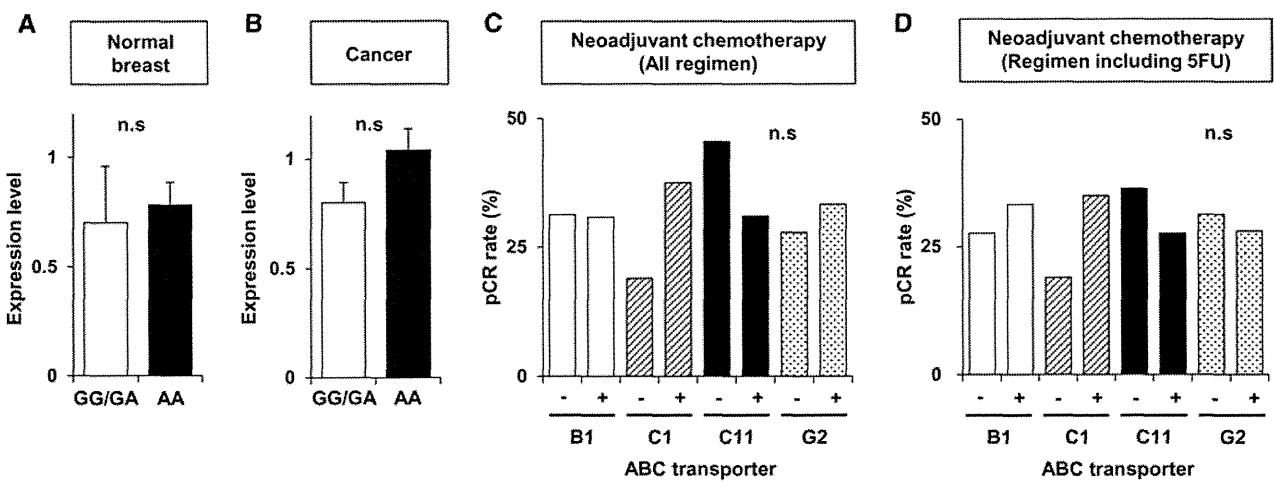 A
Normal
breast
n.s
Expression level
1
0.5
0
GG/GA AA
B
Cancer
n.s
Expression level
1
0.5
0
GG/GA AA
C
Neoadjuvant chemotherapy
(All regimen)
n.s
pCR rate (%)
50
25
0
- + - + - + - +
B1 C1 C11 G2
ABC transporter
D
Neoadjuvant chemotherapy
(Regimen including 5FU)
n.s
pCR rate (%)
50
25
0
- + - + - + - +
B1 C1 C11 G2
ABC transporter